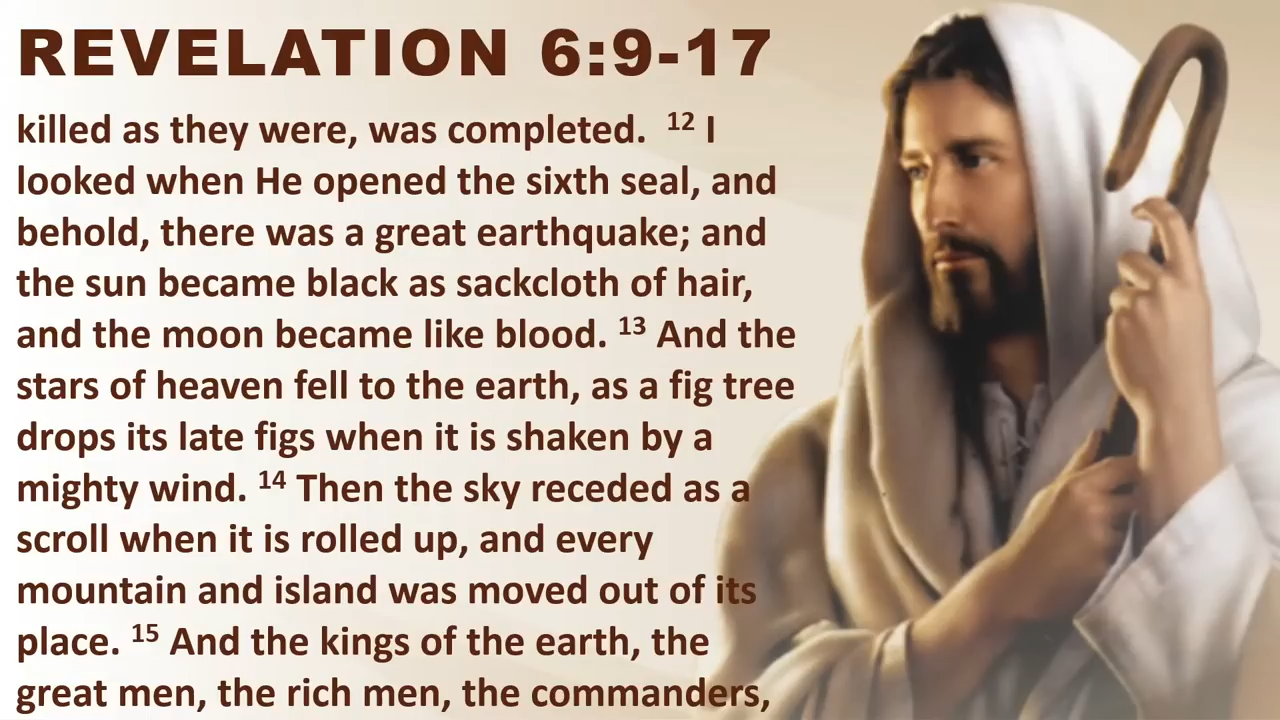 REVELATION 6:9-17
killed as they were, was completed. 12 I
looked when He opened the sixth seal, and
behold, there was a great earthquake; and
the sun became black as sackcloth of hair,
and the moon became like blood. 13 And the
stars of heaven fell to the earth, as a fig tree
drops its late figs when it is shaken by a
mighty wind. 14 Then the sky receded as a
scroll when it is rolled up, and every
mountain and island was moved out of its
place. 15 And the kings of the earth, the
great men, the rich men, the commanders,